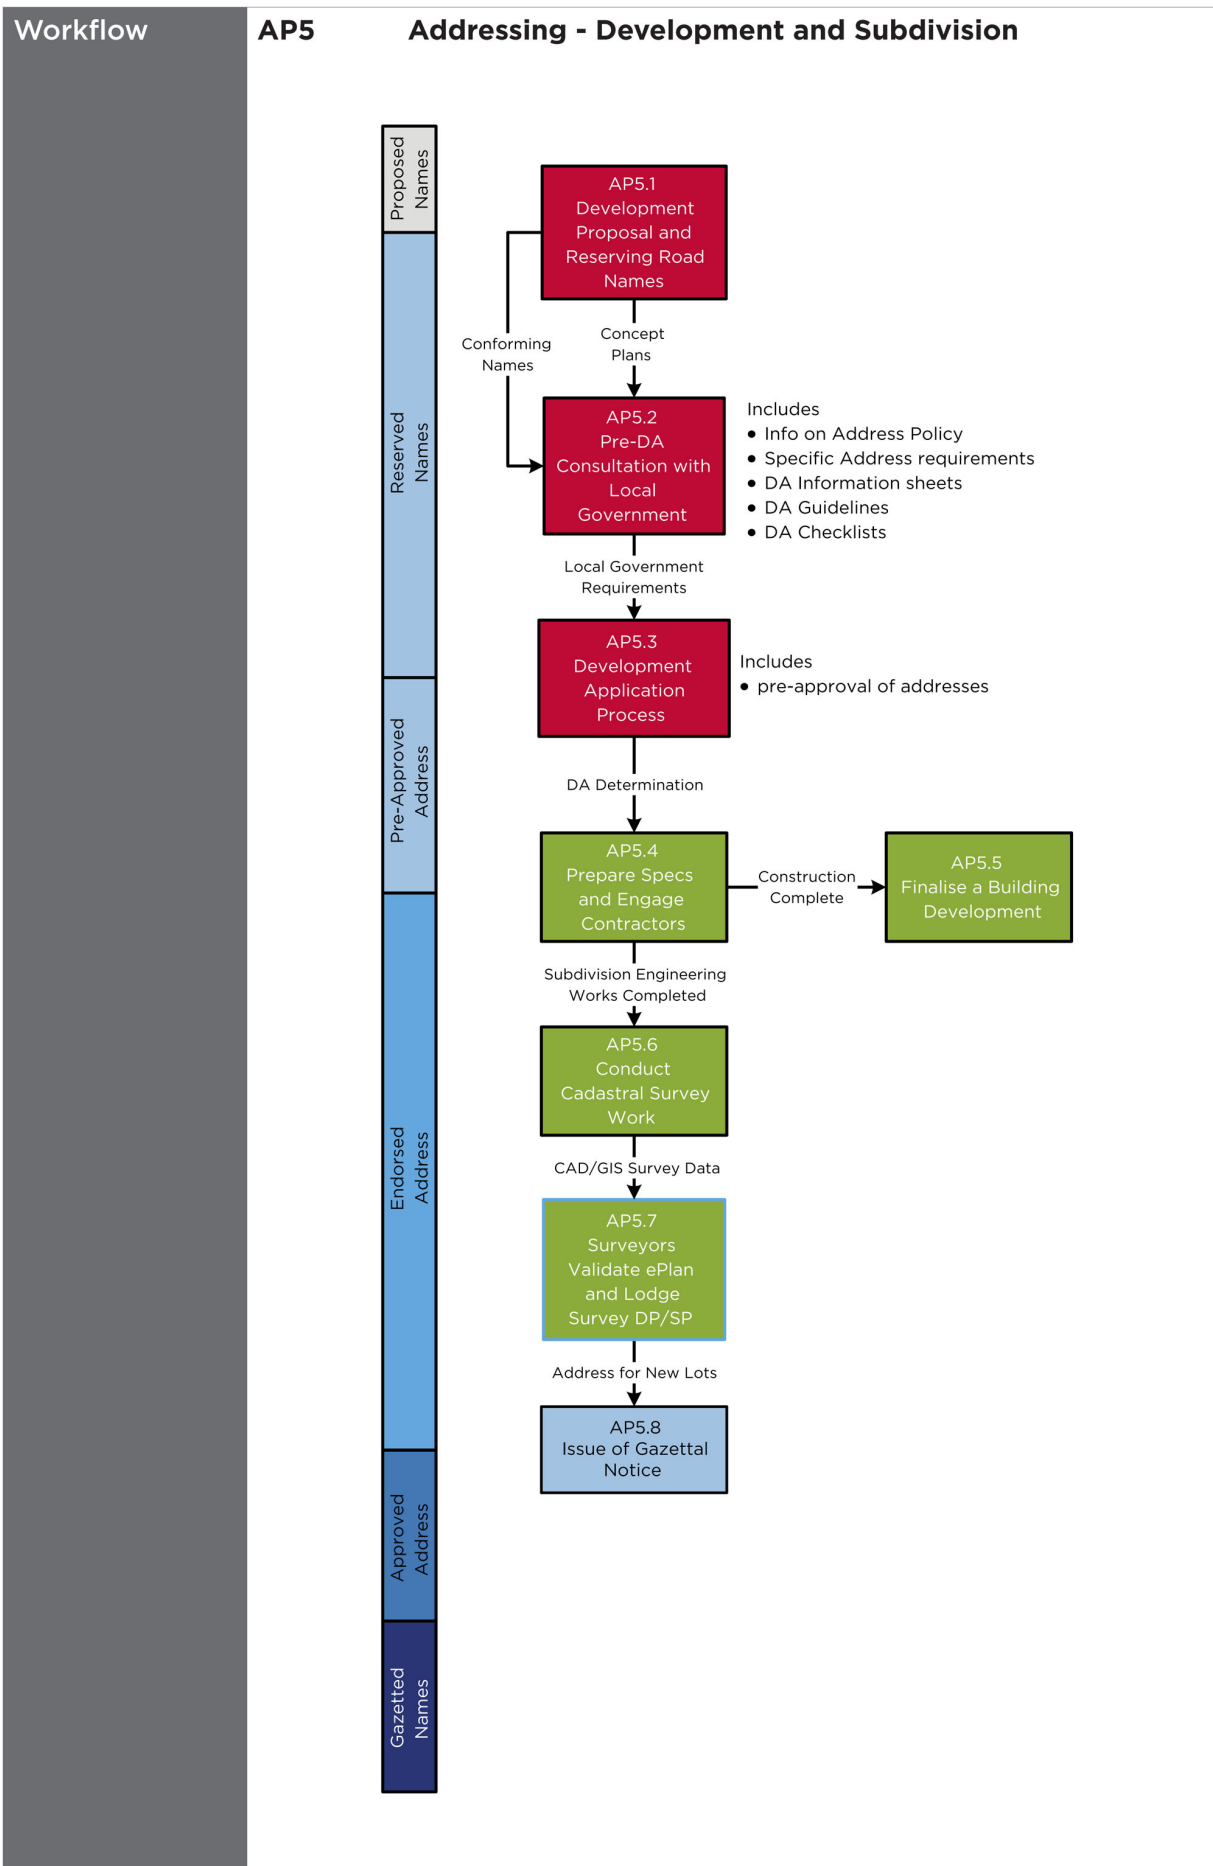 Workflow
AP5
Addressing - Development and Subdivision
Proposed
Names
Reserved
Names
Pre-Approved
Address
Endorsed
Address
Approved
Address
Gazetted
Names
AP5.1
Development
Proposal and
Reserving Road
Names
Conforming
Names
Concept
Plans
AP5.2
Pre-DA
Consultation with
Local
Government
Includes
• Info on Address Policy
• Specific Address requirements
• DA Information sheets
• DA Guidelines
• DA Checklists
Local Government
Requirements
AP5.3
Development
Application
Process
Includes
• pre-approval of addresses
DA Determination
AP5.4
Prepare Specs
and Engage
Contractors
Construction
Complete
AP5.5
Finalise a Building
Development
Subdivision Engineering
Works Completed
AP5.6
Conduct
Cadastral Survey
Work
CAD/GIS Survey Data
AP5.7
Surveyors
Validate ePlan
and Lodge
Survey DP/SP
Address for New Lots
AP5.8
Issue of Gazettal
Notice